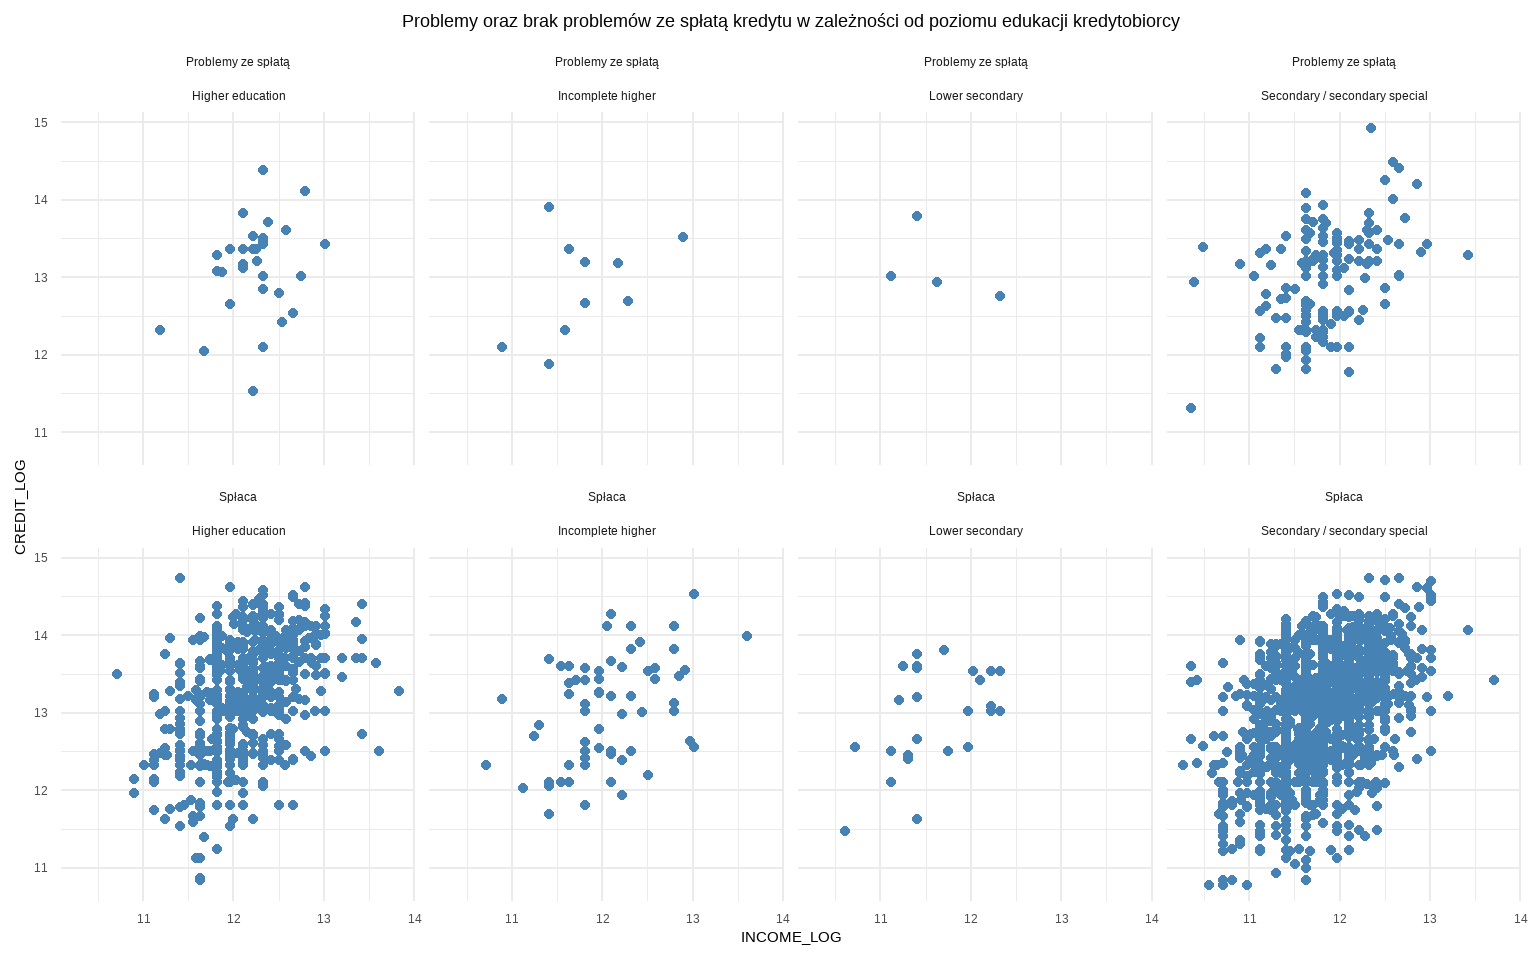 Problemy oraz brak problemów ze spłatą kredytu w zależności od poziomu edukacji kredytobiorcy
Problemy ze spłatą Problemy ze spłatą Problemy ze spłatą Problemy ze spłatą
Higher education Incomplete higher Lower secondary Secondary / secondary special
15
14
13
12
11
CREDIT_LOG
Spłaca Spłaca Spłaca Spłaca
Higher education Incomplete higher Lower secondary Secondary / secondary special
15
14
13
12
11
11 12 13 14 11 12 13 14 11 12 13 14 11 12 13 14
INCOME_LOG